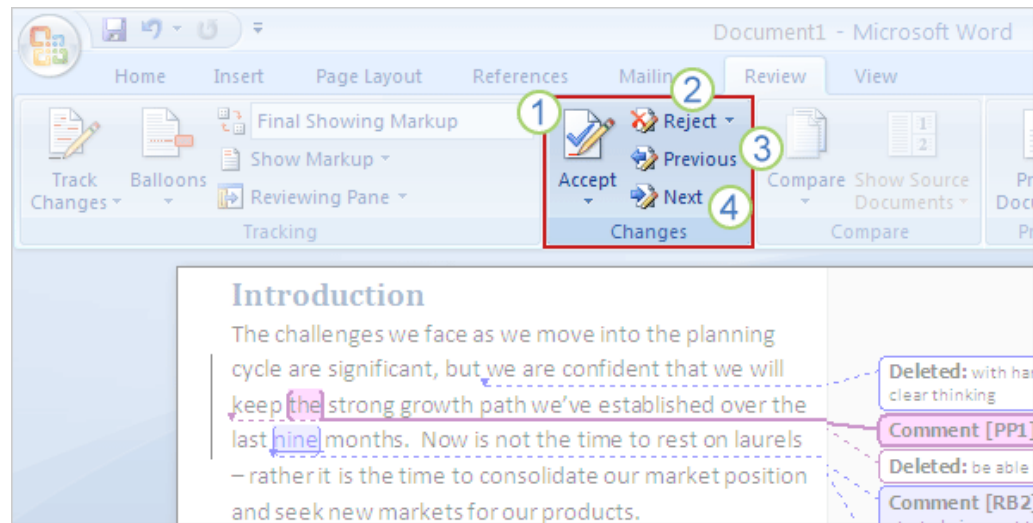 Document1 - Microsoft Word
Home Insert Page Layout References Review View
1 2 3 4
Final Showing Markup
Show Markup
Reviewing Pane
Track Changes
Balloons
Tracking
Accept
Reject
Previous
Next
Changes
Compare
Show Source Documents
1
2
Compare
Introduction
The challenges we face as we move into the planning
cycle are significant, but we are confident that we will
keep the strong growth path we've established over the
last nine months. Now is not the time to rest on laurels
– rather it is the time to consolidate our market position
and seek new markets for our products.
Deleted: with
clear thinking
Comment [PP1]
Deleted: be able
Comment [RB2]